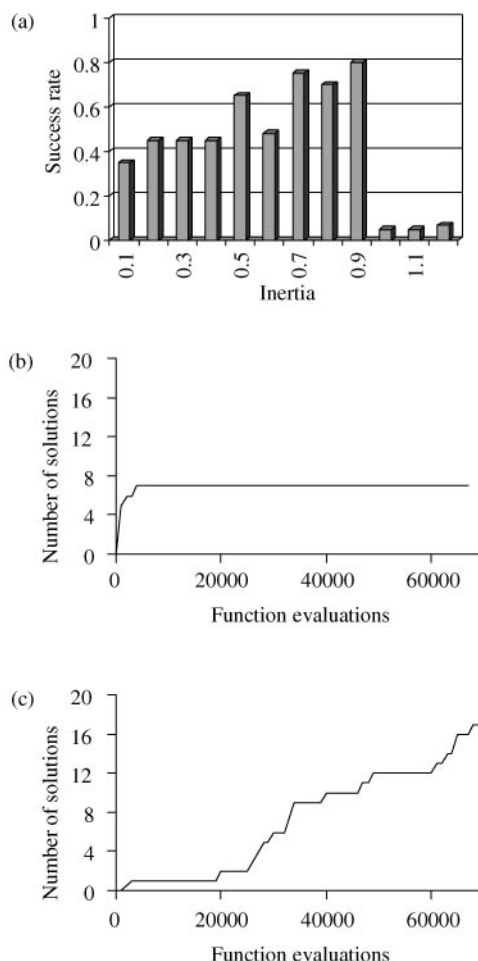 (a)
Success rate
1
0.8
0.6
0.4
0.2
0
0.1 0.3 0.5 0.7 0.9 1.1
Inertia
(b)
Number of solutions
20
16
12
8
4
0
0 20000 40000 60000
Function evaluations
(c)
Number of solutions
20
16
12
8
4
0
0 20000 40000 60000
Function evaluations